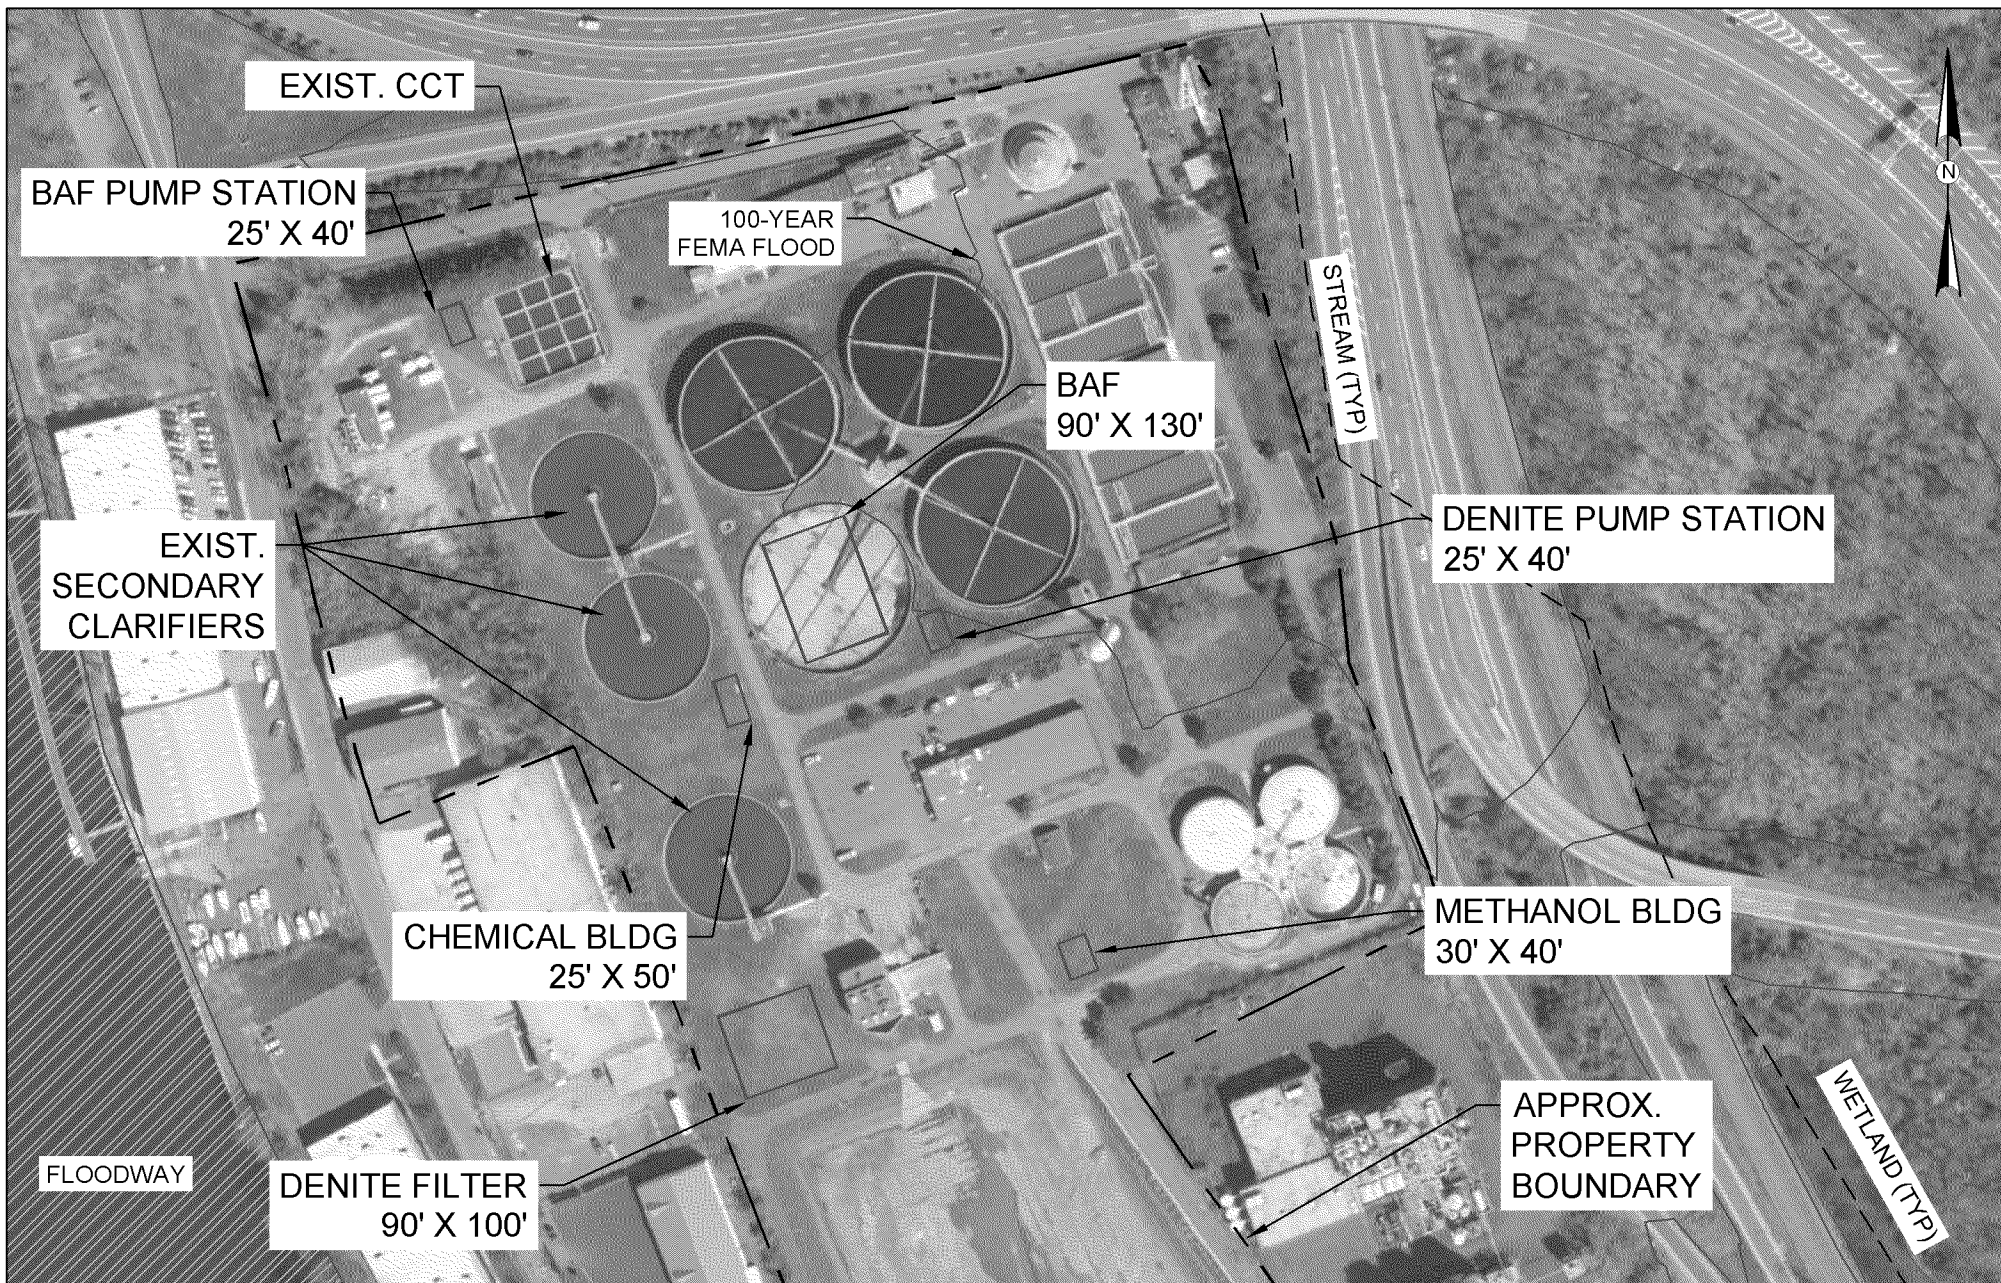 EXIST. CCT
BAF PUMP STATION
25' X 40'
100-YEAR
FEMA FLOOD
N
STREAM (TYP)
BAF
90' X 130'
DENITE PUMP STATION
25' X 40'
EXIST.
SECONDARY
CLARIFIERS
CHEMICAL BLDG
25' X 50'
METHANOL BLDG
30' X 40'
APPROX.
PROPERTY
BOUNDARY
WETLAND (TYP)
FLOODWAY
DENITE FILTER
90' X 100'